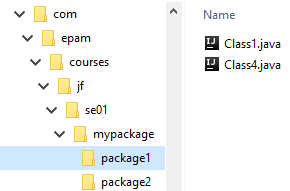 com
epam
courses
jf
se01
mypackage
package1
package2
Name
Class1.java
Class4.java